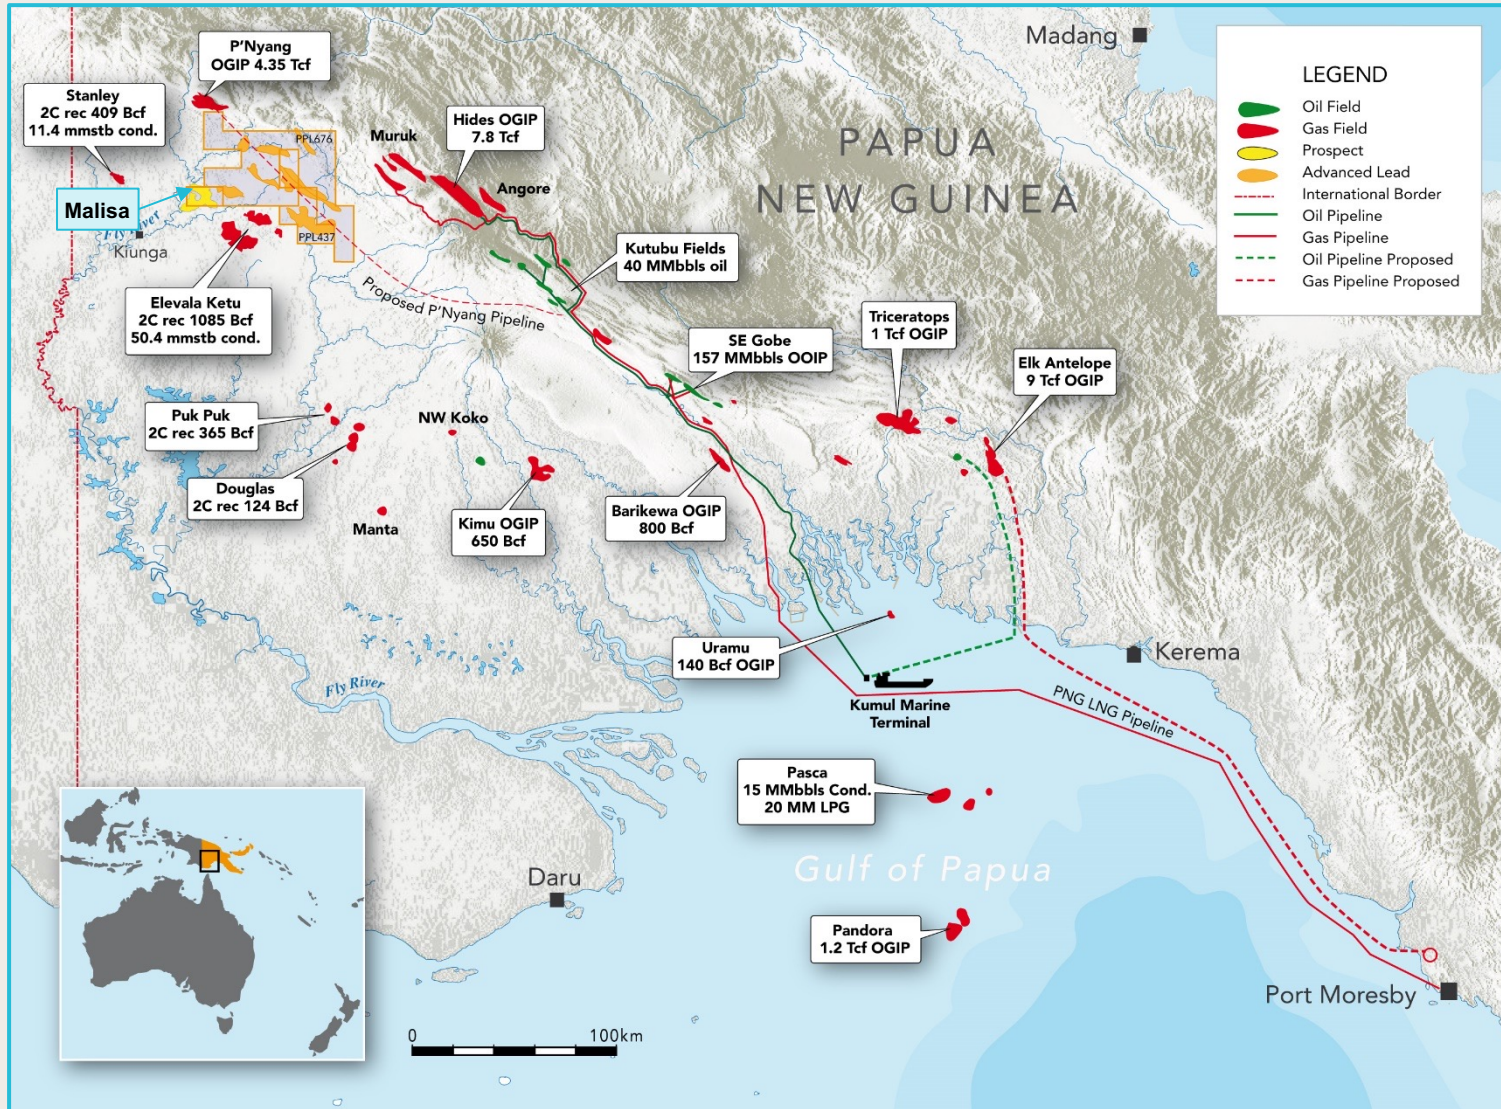 Madang
LEGEND
Oil Field
Gas Field
Prospect
Advanced Lead
International Border
Oil Pipeline
Gas Pipeline
Oil Pipeline Proposed
Gas Pipeline Proposed
P'Nyang
OGIP 4.35 Tcf
Stanley
2C rec 409 Bcf
11.4 mmstb cond.
Hides OGIP
7.8 Tcf
Muruk
Angore
PPL676
PAPUA
NEW GUINEA
Malisa
Fly River
Kiunga
PPL437
Kutubu Fields
40 MMbbls oil
Elevala Ketu
2C rec 1085 Bcf
50.4 mmstb cond.
Proposed P'Nyang Pipeline
SE Gobe
157 MMbbls OOIP
Triceratops
1 Tcf OGIP
Elk Antelope
9 Tcf OGIP
Puk Puk
2C rec 365 Bcf
NW Koko
Douglas
2C rec 124 Bcf
Manta
Kimu OGIP
650 Bcf
Barikewa OGIP
800 Bcf
Uramu
140 Bcf OGIP
Kerema
Fly River
Kumul Marine
Terminal
PNG LNG Pipeline
Pasca
15 MMbbls Cond.
20 MM LPG
Gulf of Papua
Daru
Pandora
1.2 Tcf OGIP
Port Moresby
0 100km